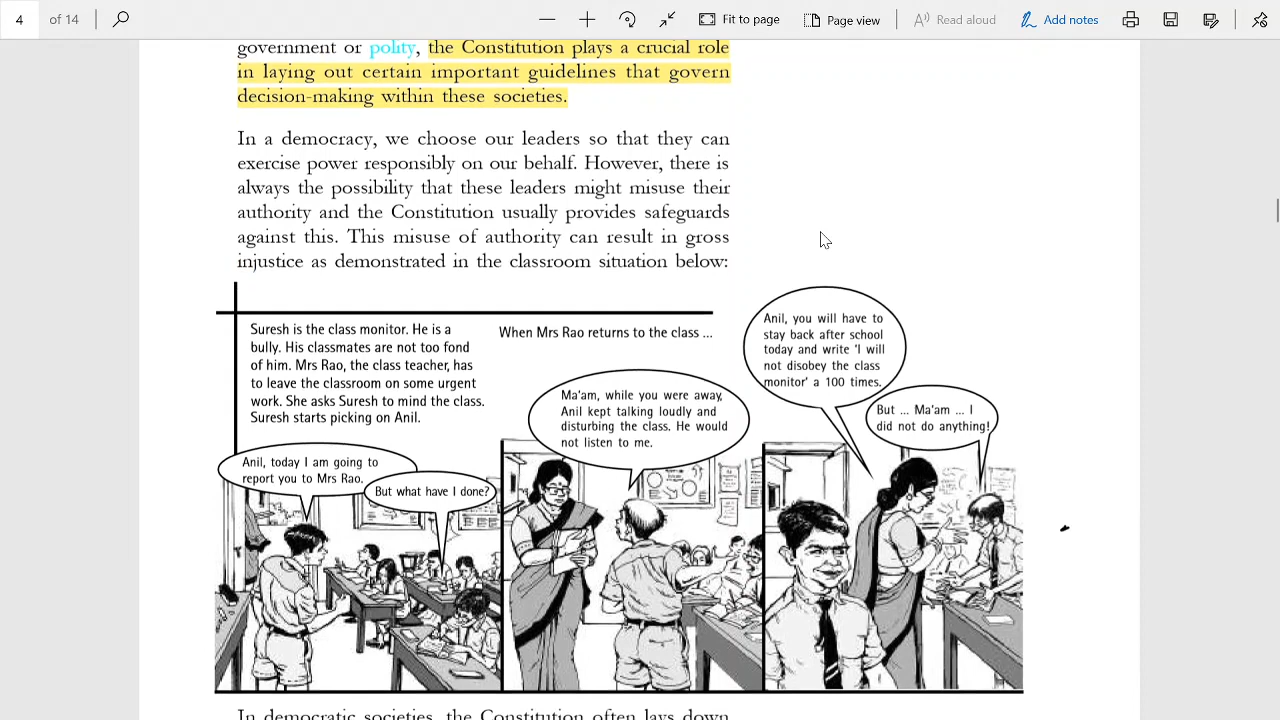 4 of 14 Fit to page Page view Read aloud Add notes
government or polity, the Constitution plays a crucial role
in laying out certain important guidelines that govern
decision-making within these societies.
In a democracy, we choose our leaders so that they can
exercise power responsibly on our behalf. However, there is
always the possibility that these leaders might misuse their
authority and the Constitution usually provides safeguards
against this. This misuse of authority can result in gross
injustice as demonstrated in the classroom situation below:
Suresh is the class monitor. He is a
bully. His classmates are not too fond
of him. Mrs Rao, the class teacher, has
to leave the classroom on some urgent
work. She asks Suresh to mind the class.
Suresh starts picking on Anil.
Anil, today I am going to
report you to Mrs Rao.
But what have I done?
When Mrs Rao returns to the class ...
Ma'am, while you were away,
Anil kept talking loudly and
disturbing the class. He would
not listen to me.
Anil, you will have to
stay back after school
today and write 'I will
not disobey the class
monitor' a 100 times.
But ... Ma'am ... I
did not do anything!
In democratic societies, the Constitution often lays down